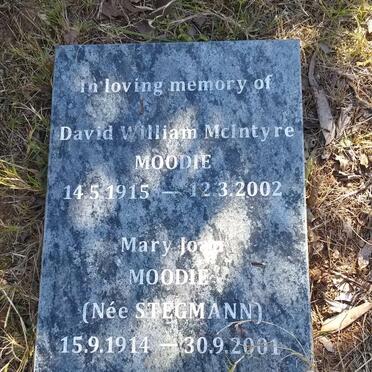 In loving memory of
David William McIntyre
MOODIE
14.5.1915 — 12.3.2002
Mary Joan
MOODIE
(Née STEGMANN)
15.9.1914 — 30.9.2001